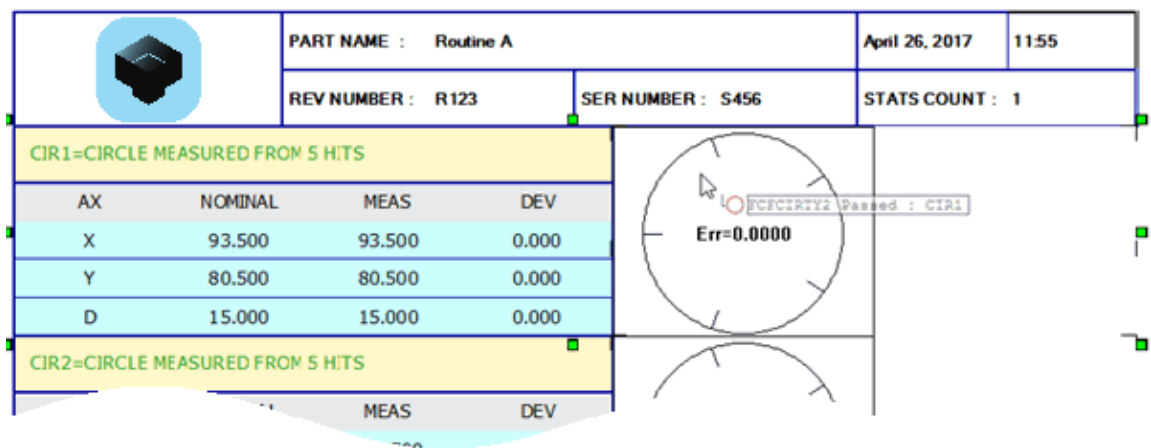 PART NAME : Routine A
April 26, 2017
11:55
REV NUMBER : R123
SER NUMBER : S456
STATS COUNT : 1
CIR1=CIRCLE MEASURED FROM 5 HITS
AX NOMINAL MEAS DEV
X 93.500 93.500 0.000
Y 80.500 80.500 0.000
D 15.000 15.000 0.000
FCFCIRTY2 Passed : CIR1
Err=0.0000
CIR2=CIRCLE MEASURED FROM 5 HITS
MEAS DEV